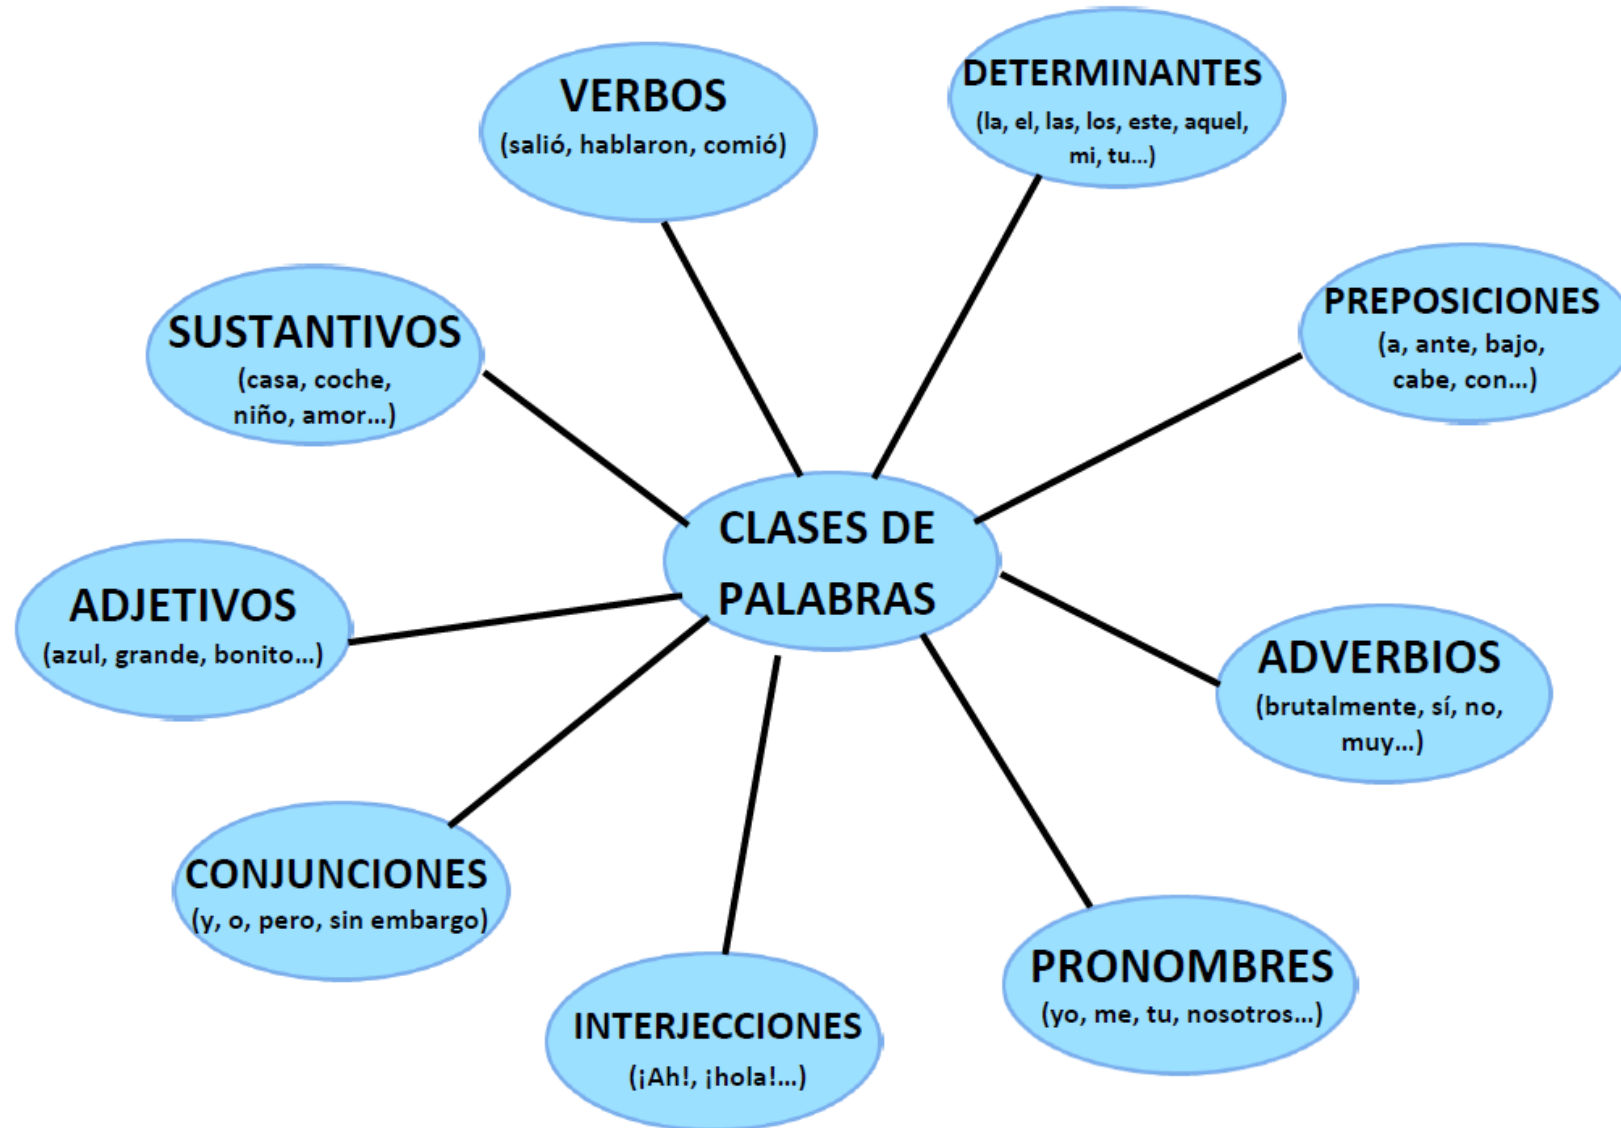 VERBOS
(salió, hablaron, comió)
DETERMINANTES
(la, el, las, los, este, aquel,
mi, tu...)
SUSTANTIVOS
(casa, coche,
niño, amor...)
PREPOSICIONES
(a, ante, bajo,
cabe, con...)
CLASES DE
PALABRAS
ADJETIVOS
(azul, grande, bonito...)
ADVERBIOS
(brutalmente, sí, no,
muy...)
CONJUNCIONES
(y, o, pero, sin embargo)
PRONOMBRES
(yo, me, tu, nosotros...)
INTERJECCIONES
(¡Ah!, ¡hola!...)